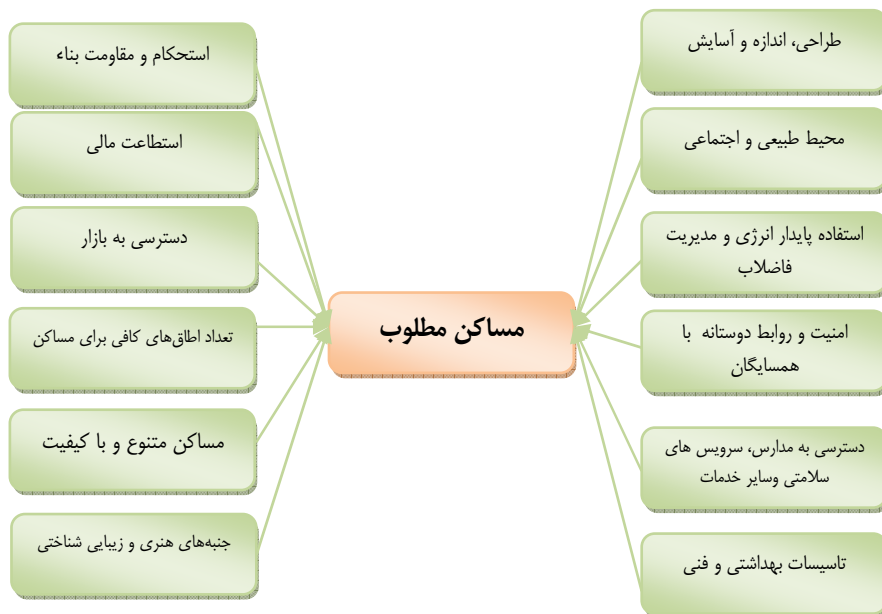 طراحی، اندازه و آسایش
محیط طبیعی و اجتماعی
استفاده پایدار انرژی و مدیریت
فاضلاب
امنیت و روابط دوستانه با
همسایگان
دسترسی به مدارس، سرویس های
سلامتی وسایر خدمات
تاسیسات بهداشتی و فنی
مساکن مطلوب
استحکام و مقاومت بناء
استطاعت مالی
دسترسی به بازار
تعداد اطاق‌های کافی برای مساکن
مساکن متنوع و با کیفیت
جنبه‌های هنری و زیبایی شناختی